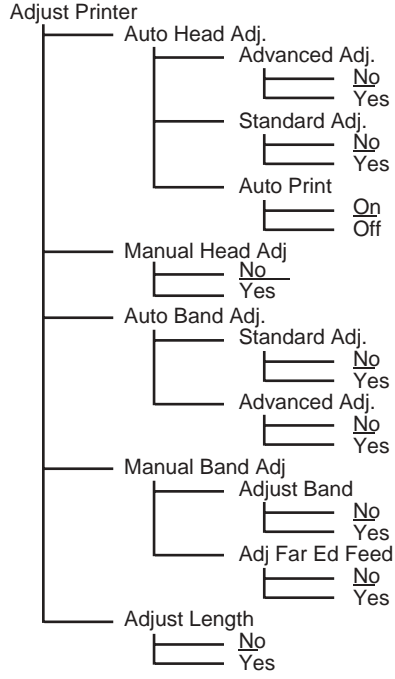 Adjust Printer
Auto Head Adj.
Advanced Adj.
No
Yes
Standard Adj.
No
Yes
Auto Print
On
Off
Manual Head Adj
No
Yes
Auto Band Adj.
Standard Adj.
No
Yes
Advanced Adj.
No
Yes
Manual Band Adj
Adjust Band
No
Yes
Adj Far Ed Feed
No
Yes
Adjust Length
No
Yes